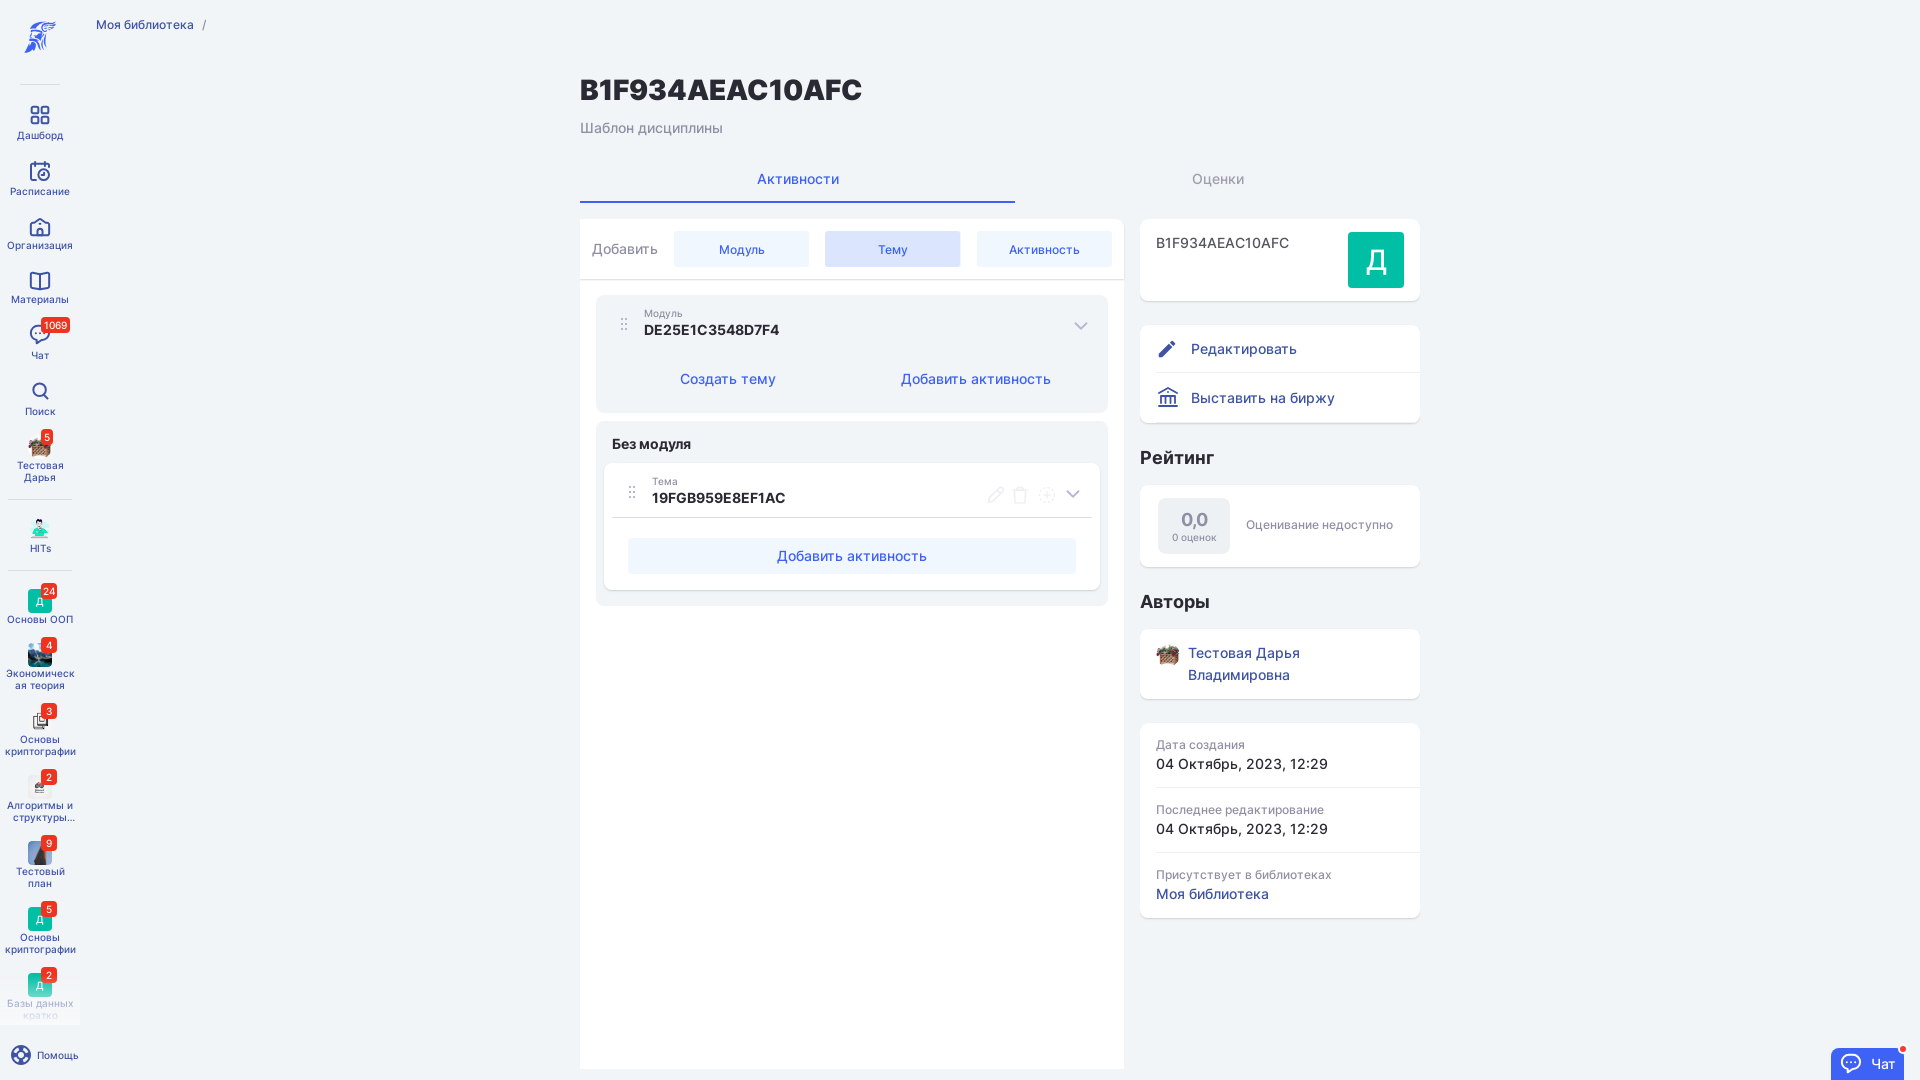 Моя библиотека /
B1F934AEAC10AFC
Шаблон дисциплины
Активности
Оценки
Добавить
Модуль
Тему
Активность
Модуль
DE25E1C3548D7F4
Создать тему
Добавить активность
Без модуля
Тема
19FGB959E8EF1AC
Добавить активность
B1F934AEAC10AFC
Д
Редактировать
Выставить на биржу
Рейтинг
0,0
0 оценок
Оценивание недоступно
Авторы
Тестовая Дарья
Владимировна
Дата создания
04 Октябрь, 2023, 12:29
Последнее редактирование
04 Октябрь, 2023, 12:29
Присутствует в библиотеках
Моя библиотека
Дашборд
Расписание
Организация
Материалы
1069
Чат
Поиск
5
Тестовая
Дарья
HITs
24
Д
Основы ООП
4
Экономическ
ая теория
3
Основы
криптографии
2
Алгоритмы и
структуры...
9
Тестовый
план
5
Д
Основы
криптографии
2
Д
Базы данных
кратко
Помощь
Чат